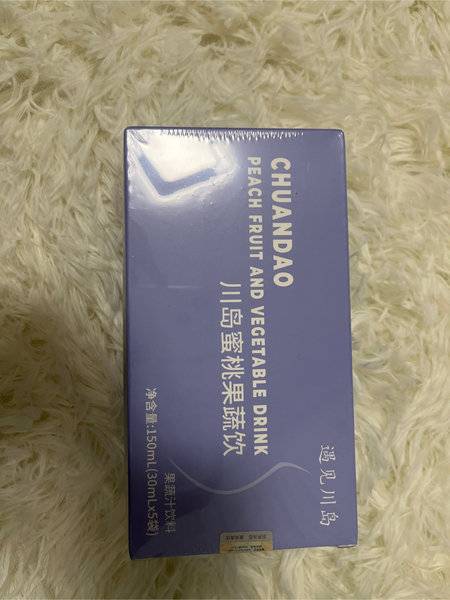 CHUANDAO
PEACH FRUIT AND VEGETABLE DRINK
川岛蜜桃果蔬饮
遇见川岛
净含量:150mL(30mL×5袋)
果蔬汁饮料